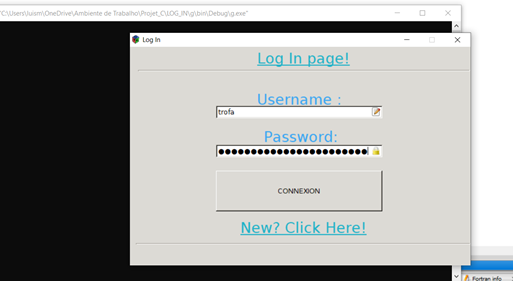 "C:\Users\luism\OneDrive\Ambiente de Trabalho\Projet_C\LOG_IN\g\bin\Debug\g.exe"
Log In
Log In page!
Username :
trofa
Password:
●●●●●●●●●●●●●●●●●●●●●●●
CONNEXION
New? Click Here!
Fortran info